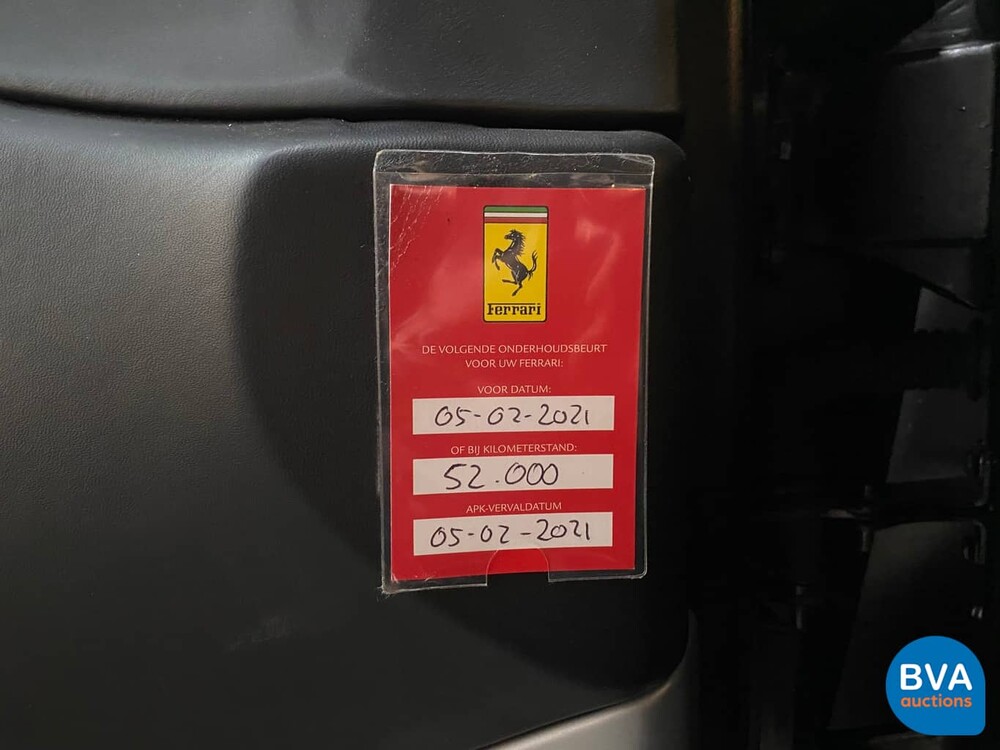 Ferrari
DE VOLGENDE ONDERHOUDSBEURT
VOOR UW FERRARI:
VOOR DATUM:
05-02-2021
OF BIJ KILOMETERSTAND:
52.000
APK-VERVALDATUM
05-02-2021
BVA
auctions